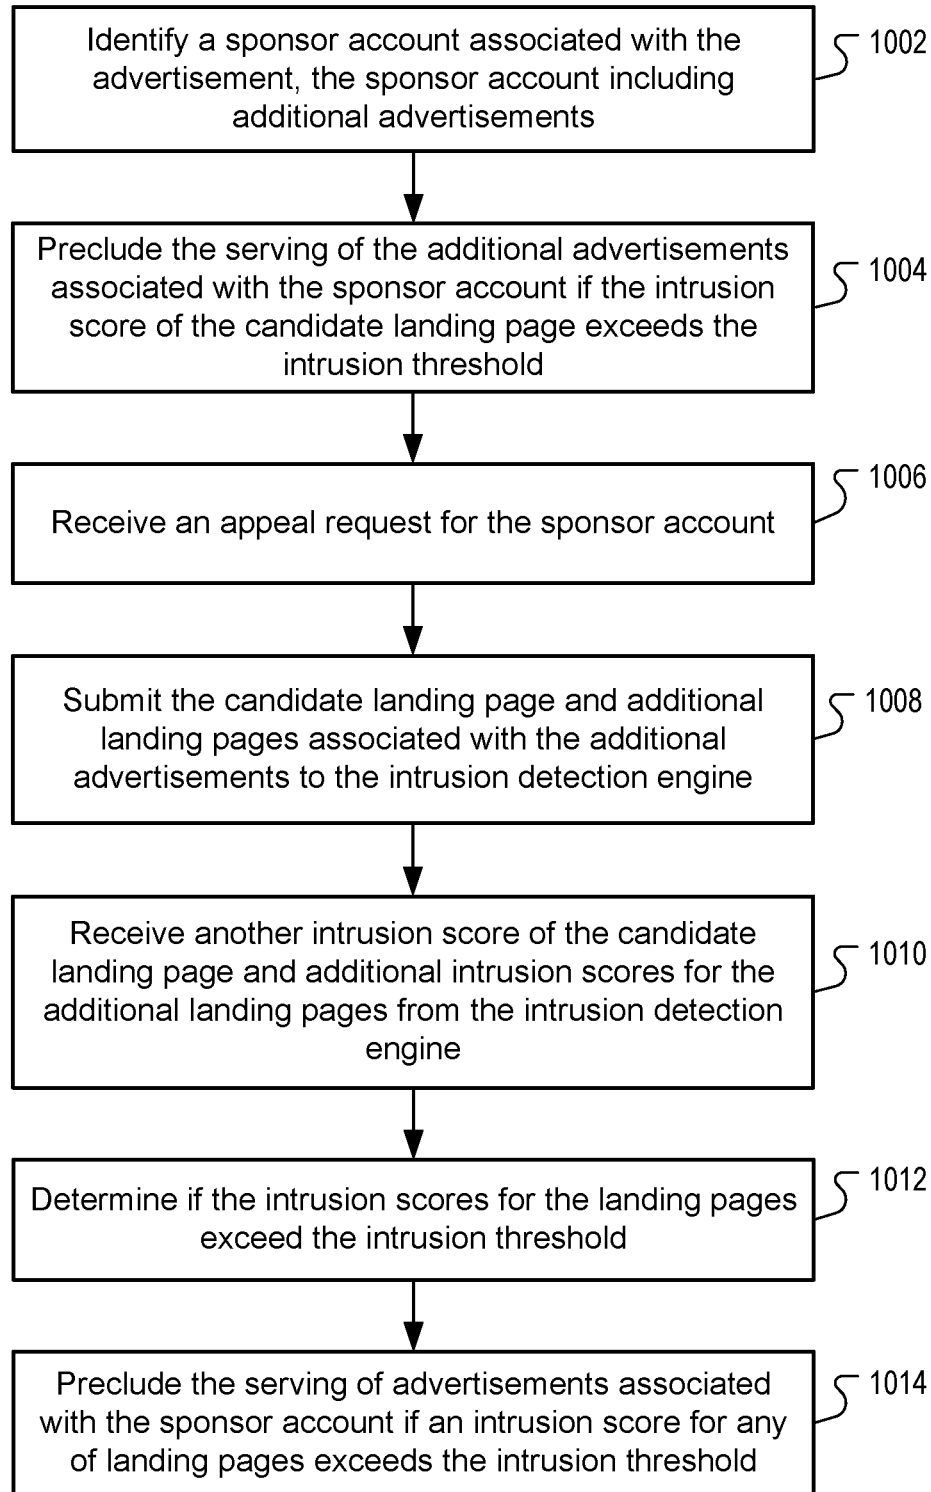 Identify a sponsor account associated with the
advertisement, the sponsor account including
additional advertisements
1002
Preclude the serving of the additional advertisements
associated with the sponsor account if the intrusion
score of the candidate landing page exceeds the
intrusion threshold
1004
Receive an appeal request for the sponsor account
1006
Submit the candidate landing page and additional
landing pages associated with the additional
advertisements to the intrusion detection engine
1008
Receive another intrusion score of the candidate
landing page and additional intrusion scores for the
additional landing pages from the intrusion detection
engine
1010
Determine if the intrusion scores for the landing pages
exceed the intrusion threshold
1012
Preclude the serving of advertisements associated
with the sponsor account if an intrusion score for any
of landing pages exceeds the intrusion threshold
1014